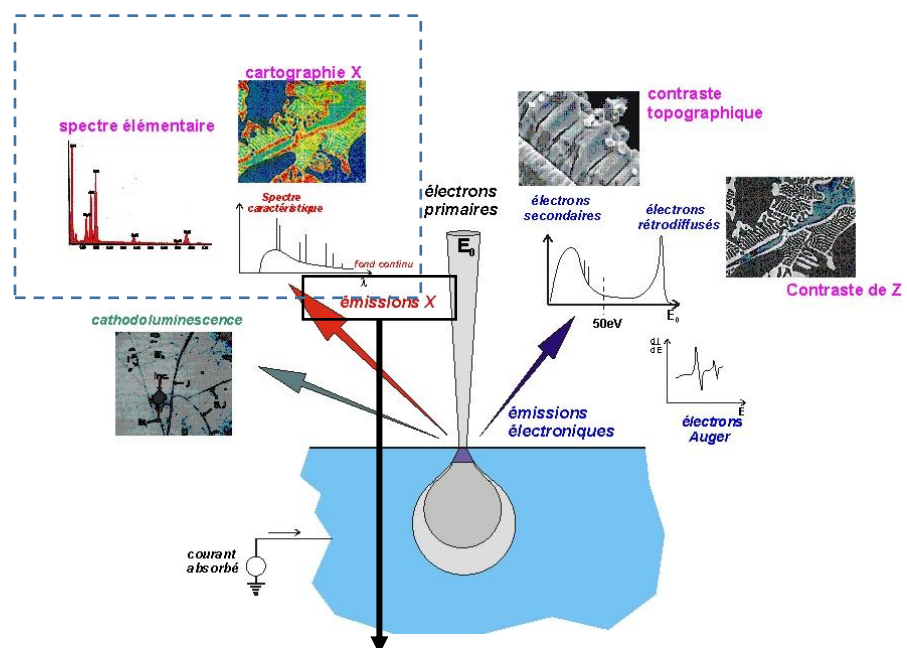 cartographie X
spectre élémentaire
contraste
topographique
électrons
primaires
E₀
Spectre
caractéristique
fond continu
λ
émissions X
électrons
secondaires
électrons
rétrodiffusés
50eV
E₀
Contraste de Z
cathodoluminescence
dI
dE
E
électrons
Auger
émissions
électroniques
courant
absorbé